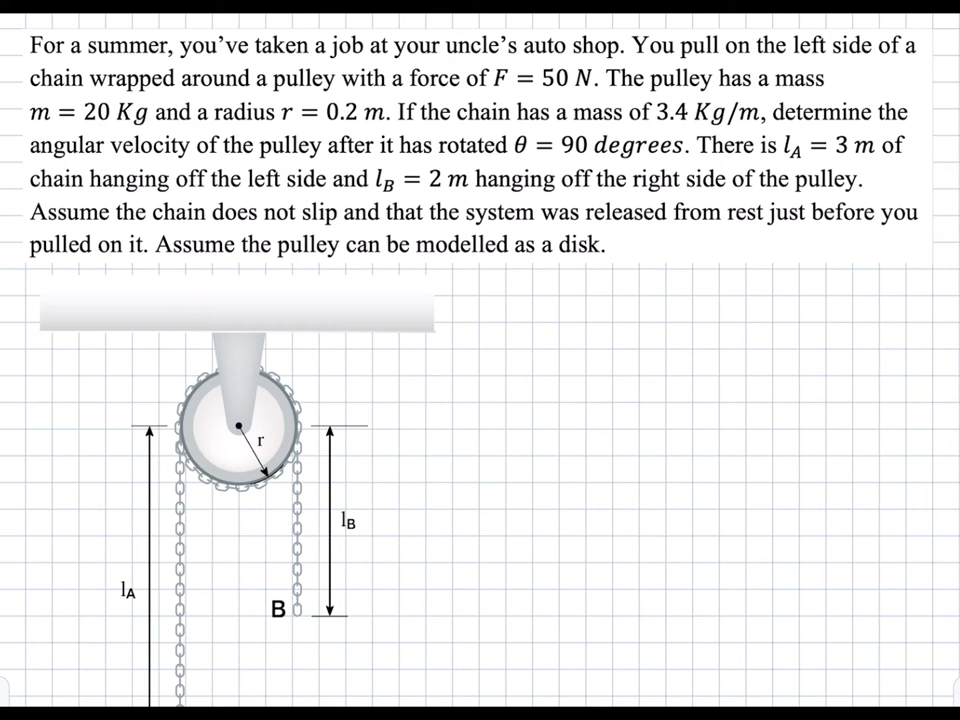 For a summer, you've taken a job at your uncle's auto shop. You pull on the left side of a
chain wrapped around a pulley with a force of F = 50 N. The pulley has a mass
m = 20 Kg and a radius r = 0.2 m. If the chain has a mass of 3.4 Kg/m, determine the
angular velocity of the pulley after it has rotated θ = 90 degrees. There is l_A = 3 m of
chain hanging off the left side and l_B = 2 m hanging off the right side of the pulley.
Assume the chain does not slip and that the system was released from rest just before you
pulled on it. Assume the pulley can be modelled as a disk.
r
l_B
l_A
B